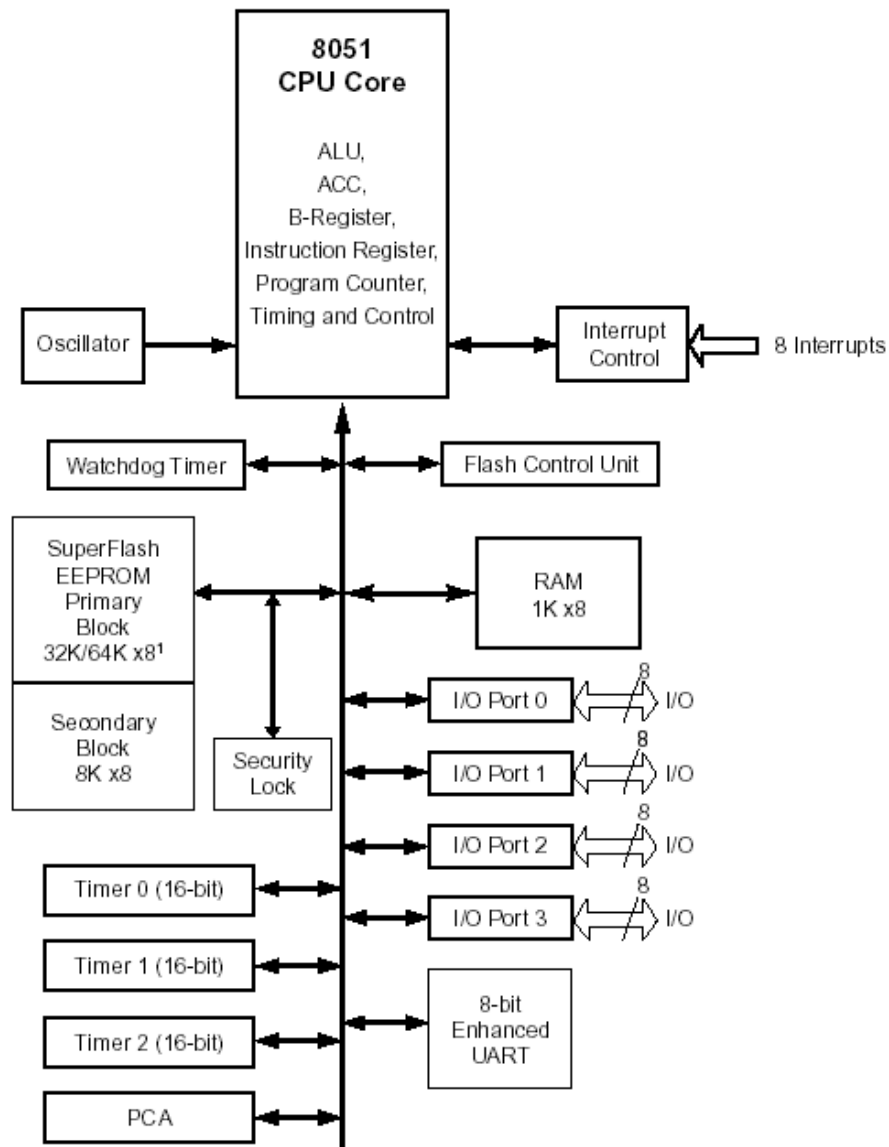 8051
CPU Core
ALU,
ACC,
B-Register,
Instruction Register,
Program Counter,
Timing and Control
Oscillator
Interrupt
Control
8 Interrupts
Watchdog Timer
Flash Control Unit
SuperFlash
EEPROM
Primary
Block
32K/64K x8¹
Secondary
Block
8K x8
Security
Lock
RAM
1K x8
8
I/O Port 0
I/O
8
I/O Port 1
I/O
8
I/O Port 2
I/O
8
I/O Port 3
I/O
Timer 0 (16-bit)
Timer 1 (16-bit)
Timer 2 (16-bit)
PCA
8-bit
Enhanced
UART